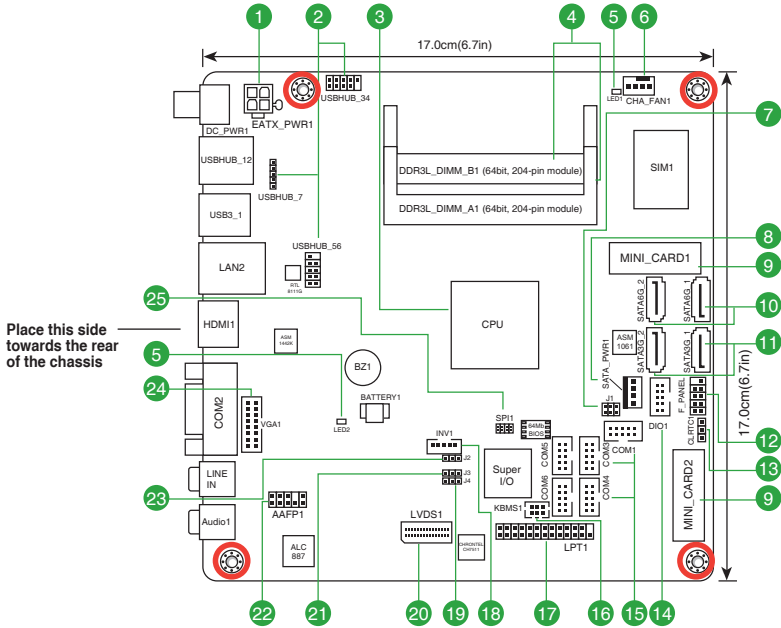 1
2
3
4
5
6
17.0cm(6.7in)
USBHUB_34
LED1
CHA_FAN1
DC_PWR1
EATX_PWR1
7
USBHUB_12
USBHUB_7
DDR3L_DIMM_B1 (64bit, 204-pin module)
SIM1
DDR3L_DIMM_A1 (64bit, 204-pin module)
USB3_1
USBHUB_56
8
LAN2
RTL
8111G
MINI_CARD1
9
25
SATA6G_2
SATA6G_1
10
Place this side
towards the rear
of the chassis
HDMI1
ASM
1442K
CPU
SATA_PWR1
ASM
1061
SATA3G_2
SATA3G_1
11
5
BZ1
17.0cm(6.7in)
24
COM2
VGA1
BATTERY1
LED2
J1
DIO1
F_PANEL
CLRTC1
12
SPI1
64Mb
BIOS
INV1
COM5
COM3
COM1
13
23
J2
LINE
IN
21
J3
J4
Super
I/O
COM6
COM4
MINI_CARD2
9
22
AAFP1
KBMS1
Audio1
LVDS1
ALC
887
CHRONTEL
CH7511
LPT1
22
21
20
19
18
17
16
15
14